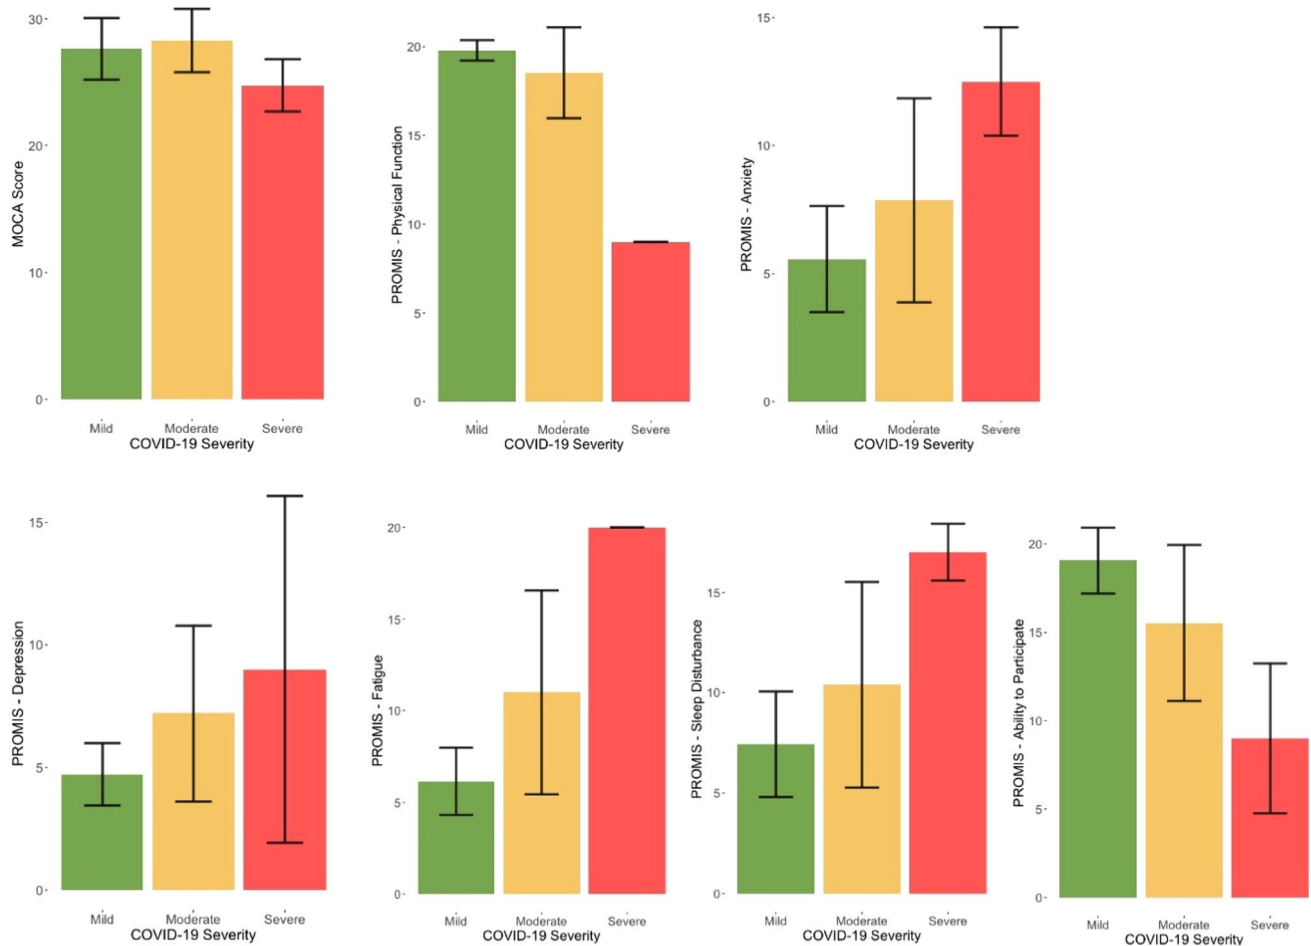 MOCA Score
30
20
10
0
Mild Moderate Severe
COVID-19 Severity
PROMIS - Physical Function
20
15
10
5
0
Mild Moderate Severe
COVID-19 Severity
PROMIS - Anxiety
15
10
5
0
Mild Moderate Severe
COVID-19 Severity
PROMIS - Depression
15
10
5
0
Mild Moderate Severe
COVID-19 Severity
PROMIS - Fatigue
20
15
10
5
0
Mild Moderate Severe
COVID-19 Severity
PROMIS - Sleep Disturbance
15
10
5
0
Mild Moderate Severe
COVID-19 Severity
PROMIS - Ability to Participate
20
15
10
5
0
Mild Moderate Severe
COVID-19 Severity